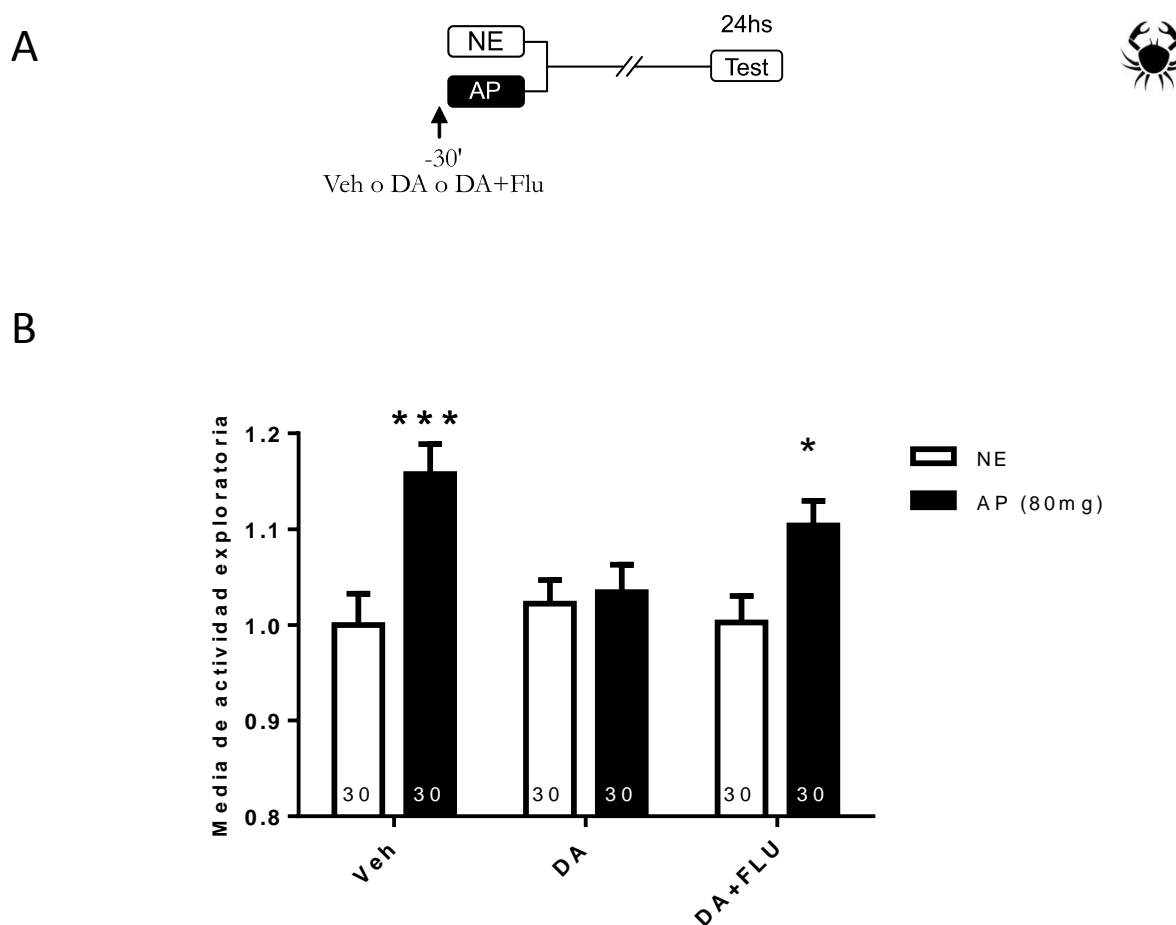 A
24hs
NE
Test
AP
-30'
Veh o DA o DA+Flu
B
Media de actividad exploratoria
1.2
1.1
1.0
0.9
0.8
***
*
30
30
30
30
30
30
Veh
DA
DA+FLU
NE
AP (80mg)